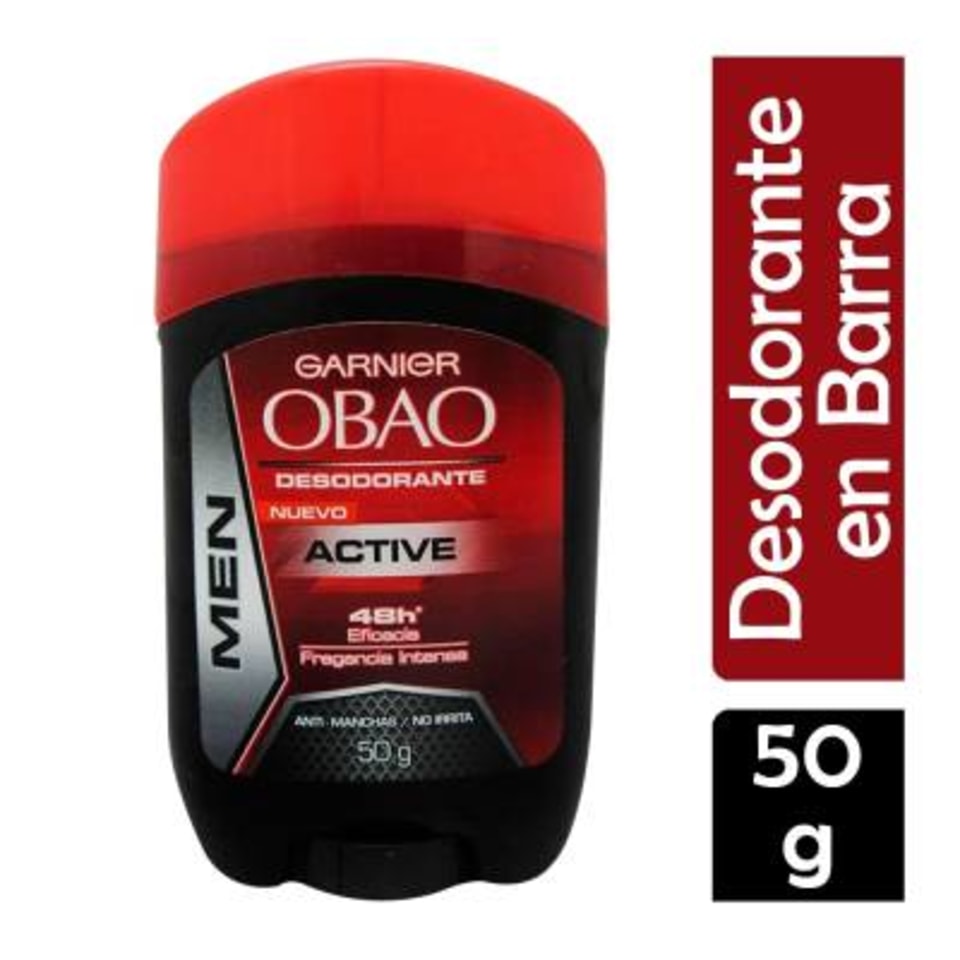 GARNIER
OBAO
DESODORANTE
NUEVO
ACTIVE
MEN
48h*
Eficacia
Fragancia Intensa
ANTI-MANCHAS / NO IRRITA
50 g
Desodorante
en Barra
50
g